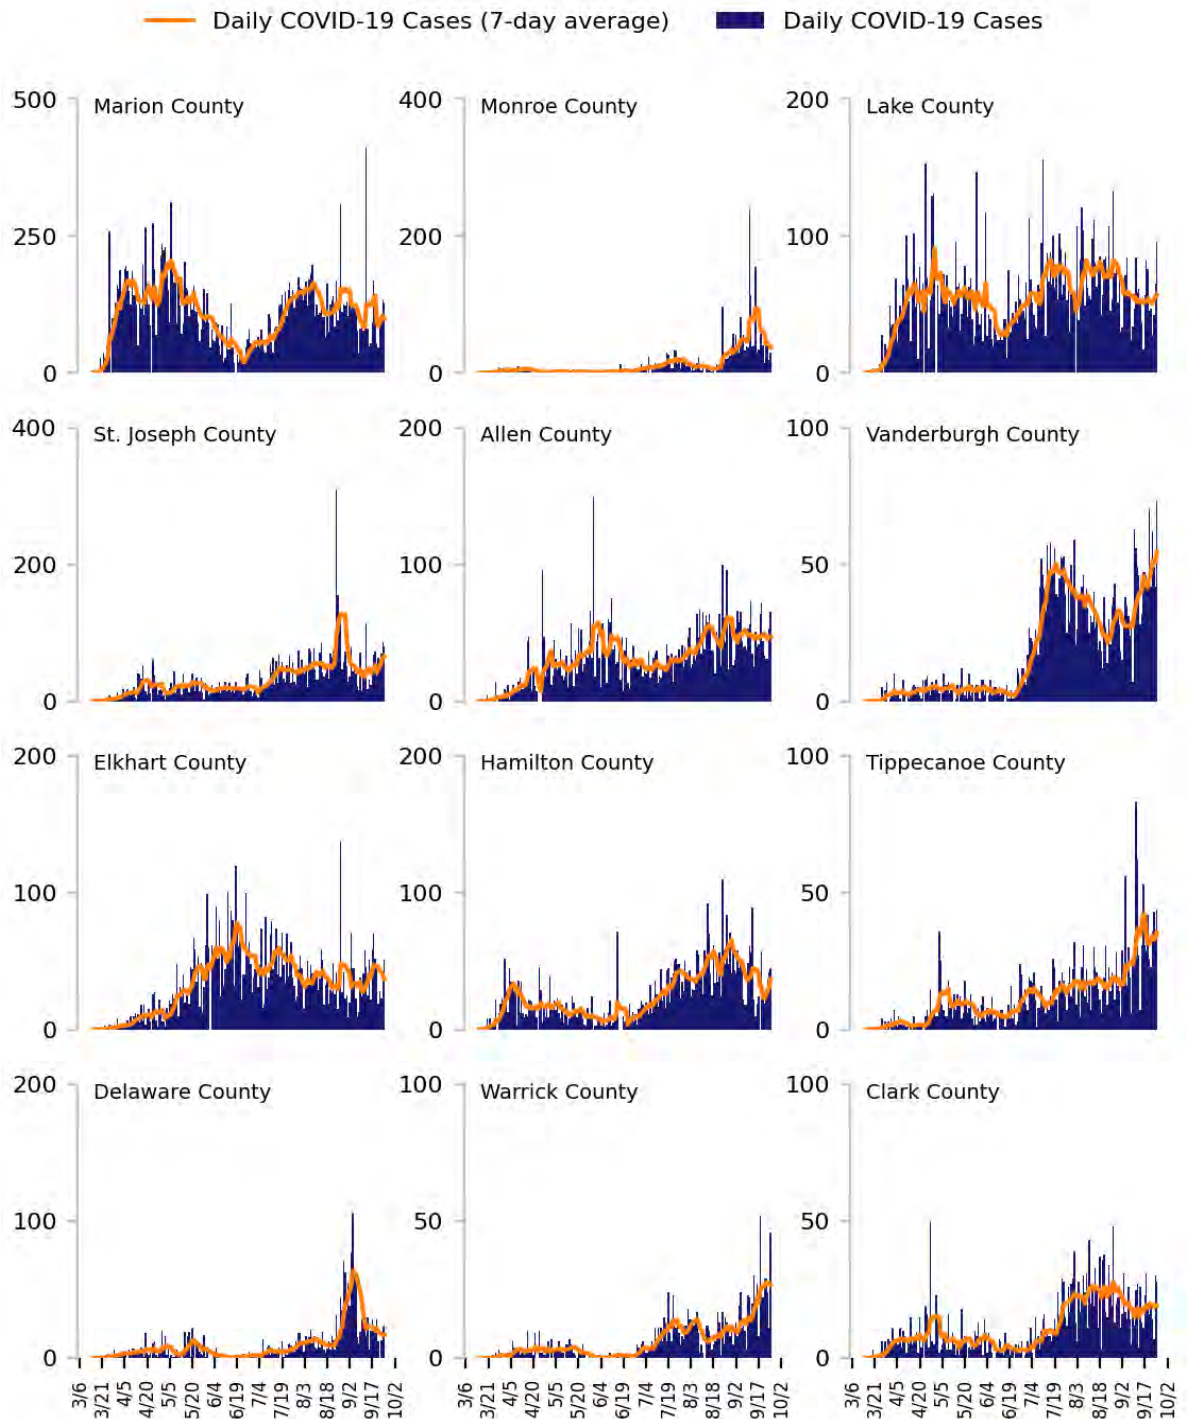 Daily COVID-19 Cases (7-day average) Daily COVID-19 Cases
500 Marion County 400 Monroe County 200 Lake County
250 200 100
0 0 0
400 St. Joseph County 200 Allen County 100 Vanderburgh County
200 100 50
0 0 0
200 Elkhart County 200 Hamilton County 100 Tippecanoe County
100 100 50
0 0 0
200 Delaware County 100 Warrick County 100 Clark County
100 50 50
0 0 0
3/6 3/21 4/5 4/20 5/5 5/20 6/4 6/19 7/4 7/19 8/3 8/18 9/2 9/17 10/2 3/6 3/21 4/5 4/20 5/5 5/20 6/4 6/19 7/4 7/19 8/3 8/18 9/2 9/17 10/2 3/6 3/21 4/5 4/20 5/5 5/20 6/4 6/19 7/4 7/19 8/3 8/18 9/2 9/17 10/2